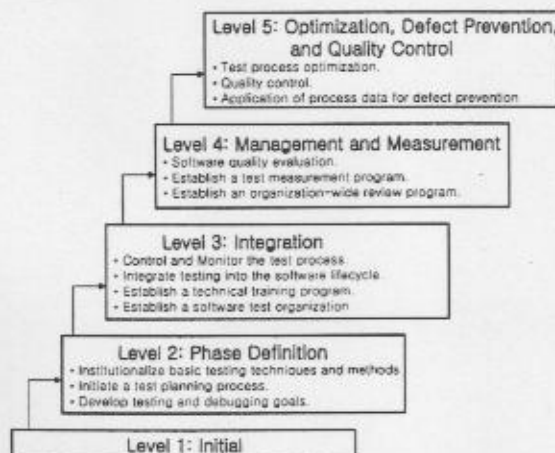 Level 5: Optimization, Defect Prevention,
and Quality Control
• Test process optimization.
• Quality control.
• Application of process data for defect prevention
Level 4: Management and Measurement
• Software quality evaluation.
• Establish a test measurement program.
• Establish an organization-wide review program.
Level 3: Integration
• Control and Monitor the test process
• Integrate testing into the software lifecycle.
• Establish a technical training program.
• Establish a software test organization
Level 2: Phase Definition
• Institutionalize basic testing techniques and methods
• Initiate a test planning process.
• Develop testing and debugging goals.
Level 1: Initial